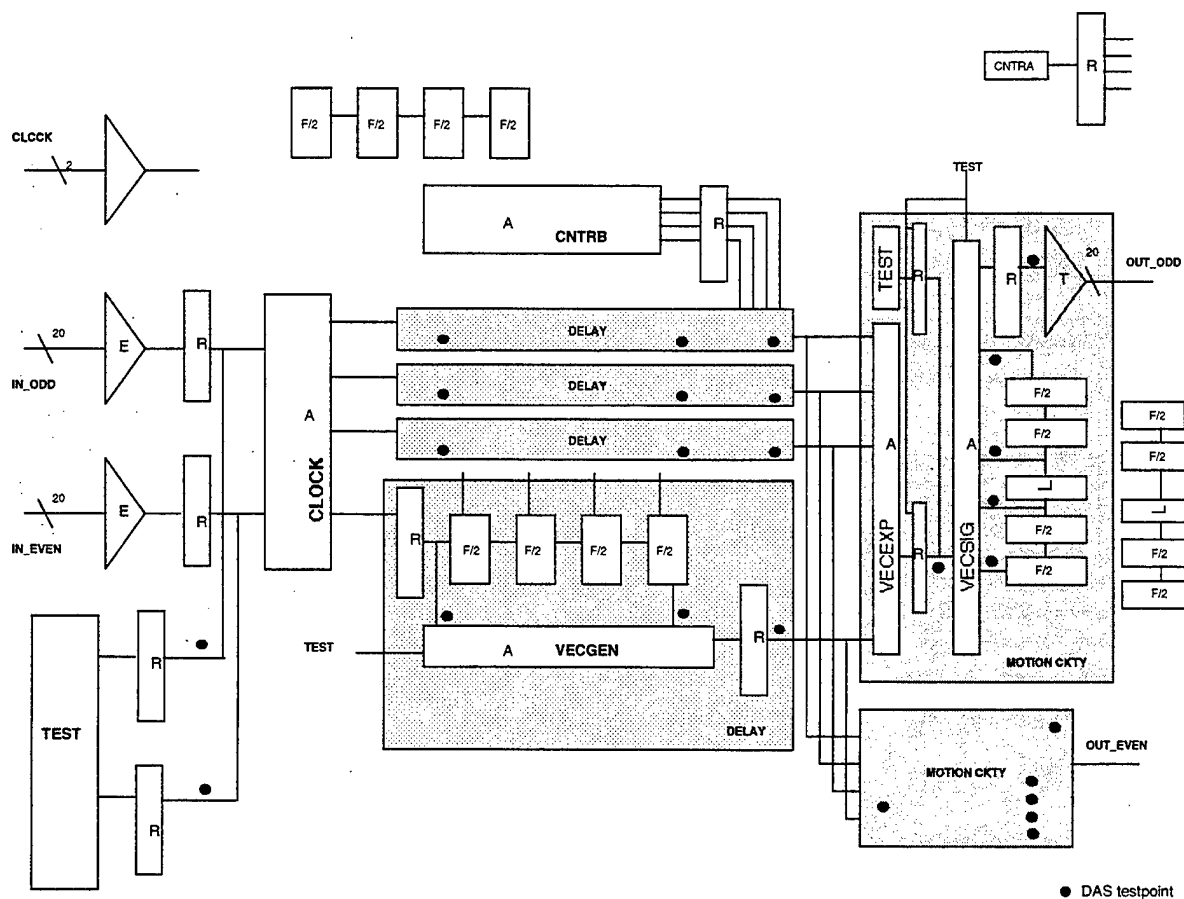 CNTRA
R
F/2 F/2 F/2 F/2
CLCCK
2
TEST
A CNTRB
R
TEST
R
R
T
20
OUT_ODD
20
E
R
IN_ODD
DELAY
DELAY
DELAY
A
CLOCK
20
E
R
IN_EVEN
R
F/2 F/2 F/2 F/2
A
VECEXP
R
A
VECSIG
F/2
F/2
L
F/2
F/2
F/2
F/2
L
F/2
F/2
TEST
A VECGEN
R
DELAY
MOTION CKTY
TEST
R
R
MOTION CKTY
OUT_EVEN
DAS testpoint